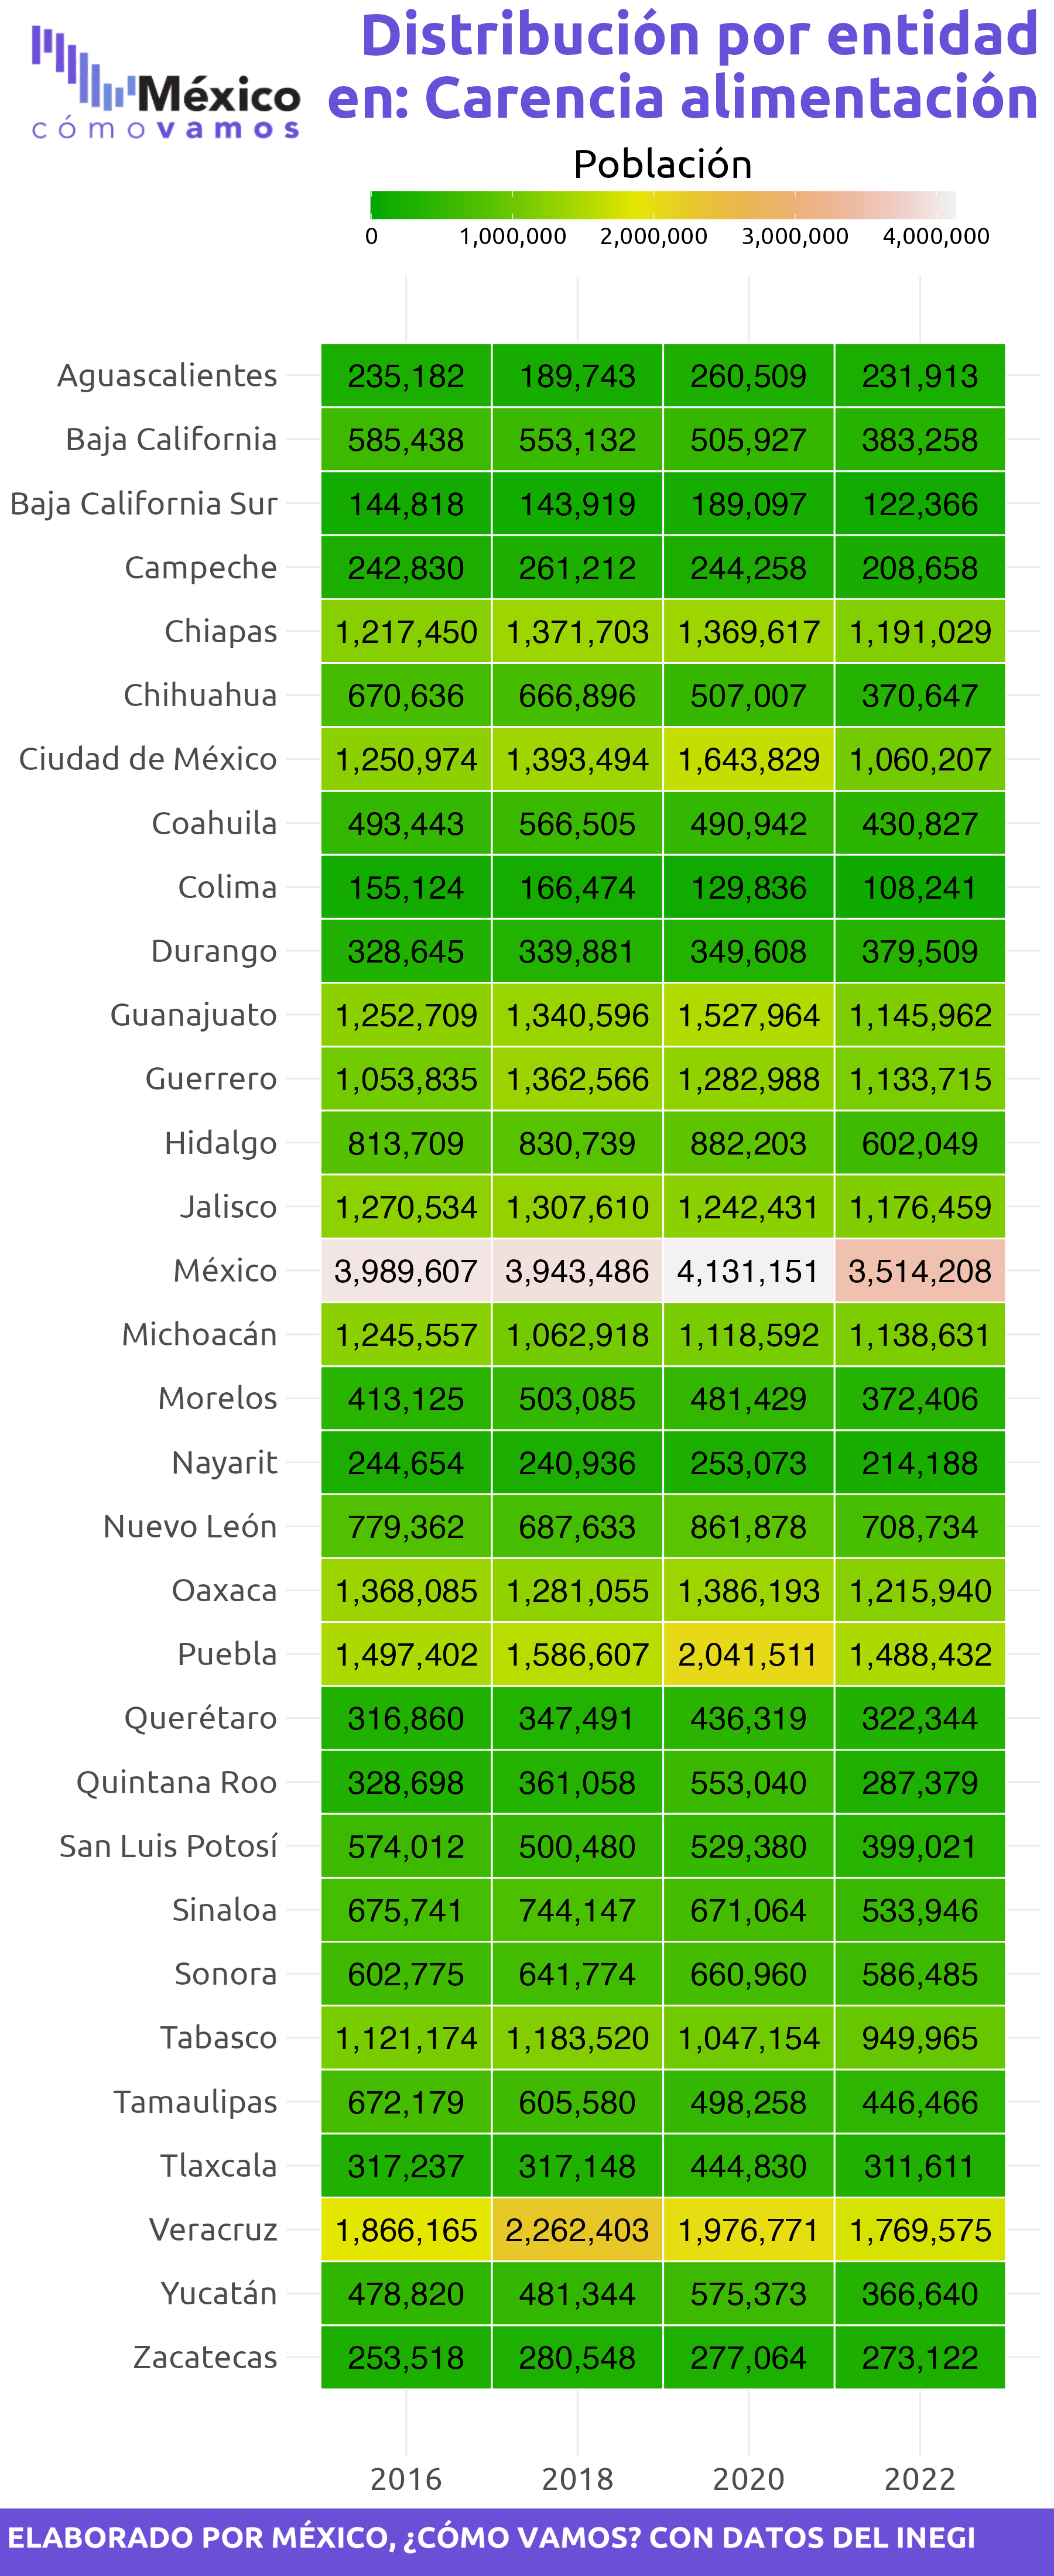 México
cómovamos
Distribución por entidad
en: Carencia alimentación
Población
0 1,000,000 2,000,000 3,000,000 4,000,000
Aguascalientes 235,182 189,743 260,509 231,913
Baja California 585,438 553,132 505,927 383,258
Baja California Sur 144,818 143,919 189,097 122,366
Campeche 242,830 261,212 244,258 208,658
Chiapas 1,217,450 1,371,703 1,369,617 1,191,029
Chihuahua 670,636 666,896 507,007 370,647
Ciudad de México 1,250,974 1,393,494 1,643,829 1,060,207
Coahuila 493,443 566,505 490,942 430,827
Colima 155,124 166,474 129,836 108,241
Durango 328,645 339,881 349,608 379,509
Guanajuato 1,252,709 1,340,596 1,527,964 1,145,962
Guerrero 1,053,835 1,362,566 1,282,988 1,133,715
Hidalgo 813,709 830,739 882,203 602,049
Jalisco 1,270,534 1,307,610 1,242,431 1,176,459
México 3,989,607 3,943,486 4,131,151 3,514,208
Michoacán 1,245,557 1,062,918 1,118,592 1,138,631
Morelos 413,125 503,085 481,429 372,406
Nayarit 244,654 240,936 253,073 214,188
Nuevo León 779,362 687,633 861,878 708,734
Oaxaca 1,368,085 1,281,055 1,386,193 1,215,940
Puebla 1,497,402 1,586,607 2,041,511 1,488,432
Querétaro 316,860 347,491 436,319 322,344
Quintana Roo 328,698 361,058 553,040 287,379
San Luis Potosí 574,012 500,480 529,380 399,021
Sinaloa 675,741 744,147 671,064 533,946
Sonora 602,775 641,774 660,960 586,485
Tabasco 1,121,174 1,183,520 1,047,154 949,965
Tamaulipas 672,179 605,580 498,258 446,466
Tlaxcala 317,237 317,148 444,830 311,611
Veracruz 1,866,165 2,262,403 1,976,771 1,769,575
Yucatán 478,820 481,344 575,373 366,640
Zacatecas 253,518 280,548 277,064 273,122
2016 2018 2020 2022
ELABORADO POR MÉXICO, ¿CÓMO VAMOS? CON DATOS DEL INEGI